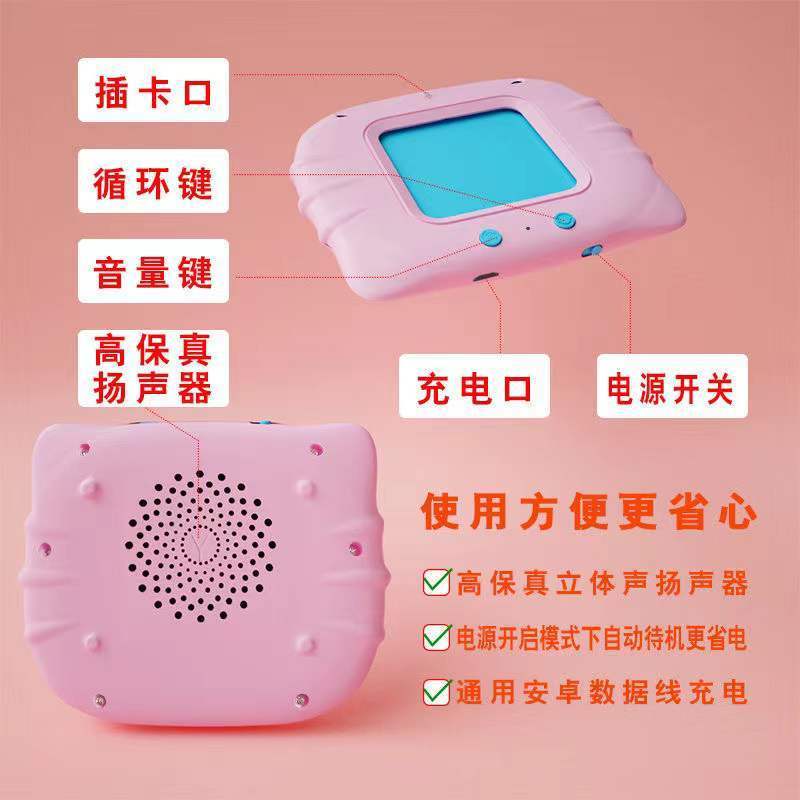 插卡口
循环键
音量键
高保真
扬声器
充电口
电源开关
使用方便更省心
高保真立体声扬声器
电源开启模式下自动待机更省电
通用安卓数据线充电